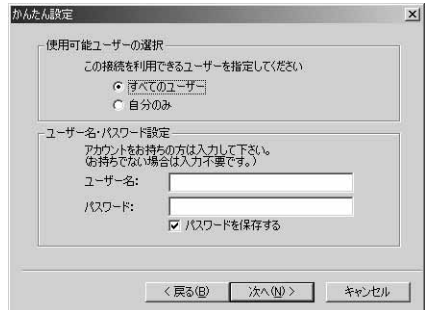 かんたん設定
使用可能ユーザーの選択
この接続を利用できるユーザーを指定してください
すべてのユーザー
自分のみ
ユーザー名・パスワード設定
アカウントをお持ちの方は入力して下さい。
(お持ちでない場合は入力不要です。)
ユーザー名:
パスワード:
パスワードを保存する
< 戻る(B)
次へ(N) >
キャンセル